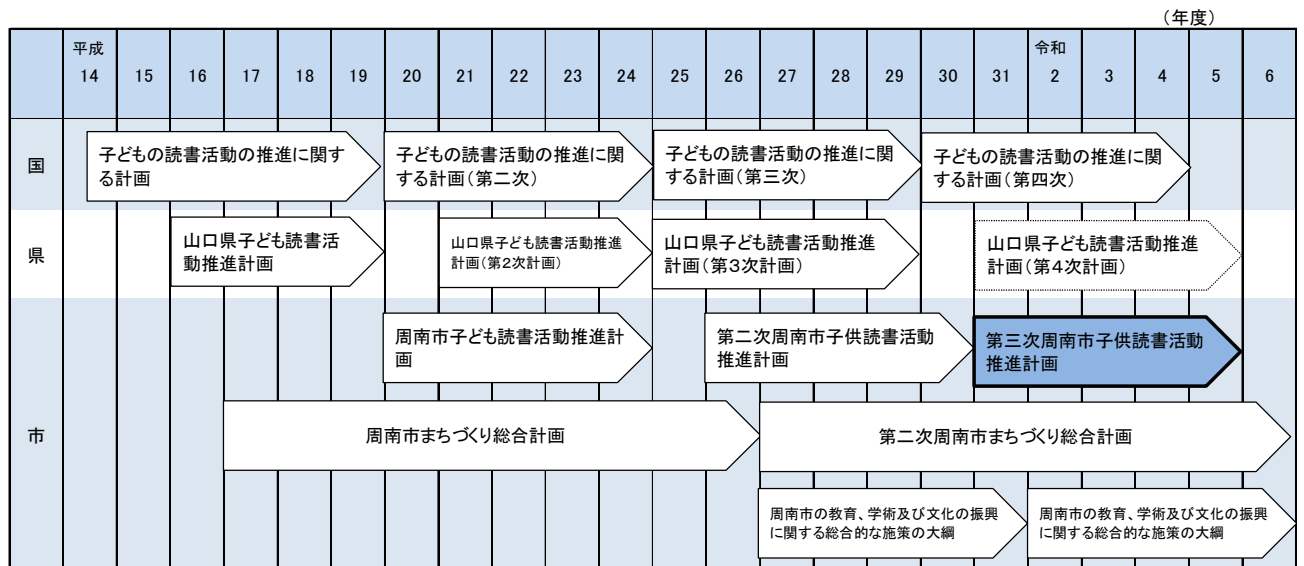 (年度)
平成
14 15 16 17 18 19 20 21 22 23 24 25 26 27 28 29 30 31
令和
2 3 4 5 6
国
子どもの読書活動の推進に関す
る計画
子どもの読書活動の推進に関
する計画(第二次)
子どもの読書活動の推進に関
する計画(第三次)
子どもの読書活動の推進に関
する計画(第四次)
県
山口県子ども読書活
動推進計画
山口県子ども読書活動推進
計画(第2次計画)
山口県子ども読書活動推進
計画(第3次計画)
山口県子ども読書活動推進
計画(第4次計画)
市
周南市子ども読書活動推進計
画
第二次周南市子供読書活動
推進計画
第三次周南市子供読書活動
推進計画
周南市まちづくり総合計画
第二次周南市まちづくり総合計画
周南市の教育、学術及び文化の振興
に関する総合的な施策の大綱
周南市の教育、学術及び文化の振興
に関する総合的な施策の大綱